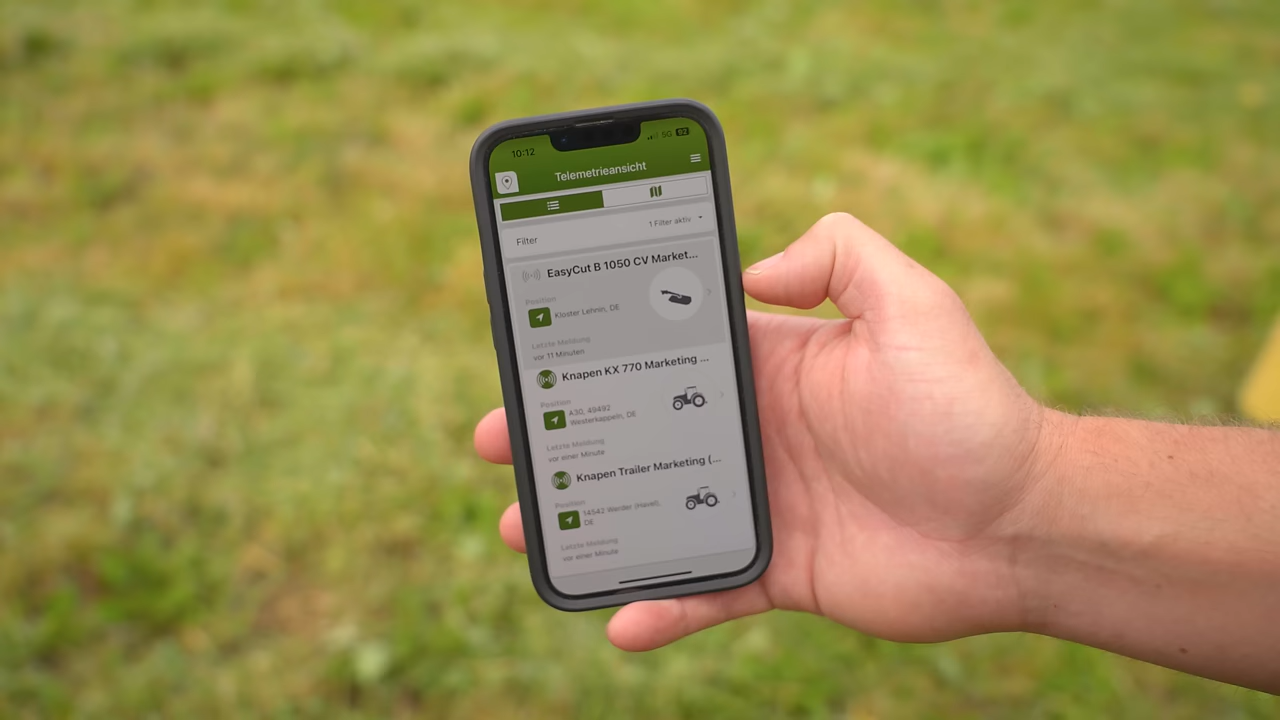 10:12
5G 92
Telemetrieansicht
Filter
1 Filter aktiv
EasyCut B 1050 CV Market...
Position
Kloster Lehnin, DE
Letzte Meldung
vor 11 Minuten
Knapen KX 770 Marketing ...
Position
A30, 49492
Westerkappeln, DE
Letzte Meldung
vor einer Minute
Knapen Trailer Marketing (...
Position
14542 Werder (Havel),
DE
Letzte Meldung
vor einer Minute